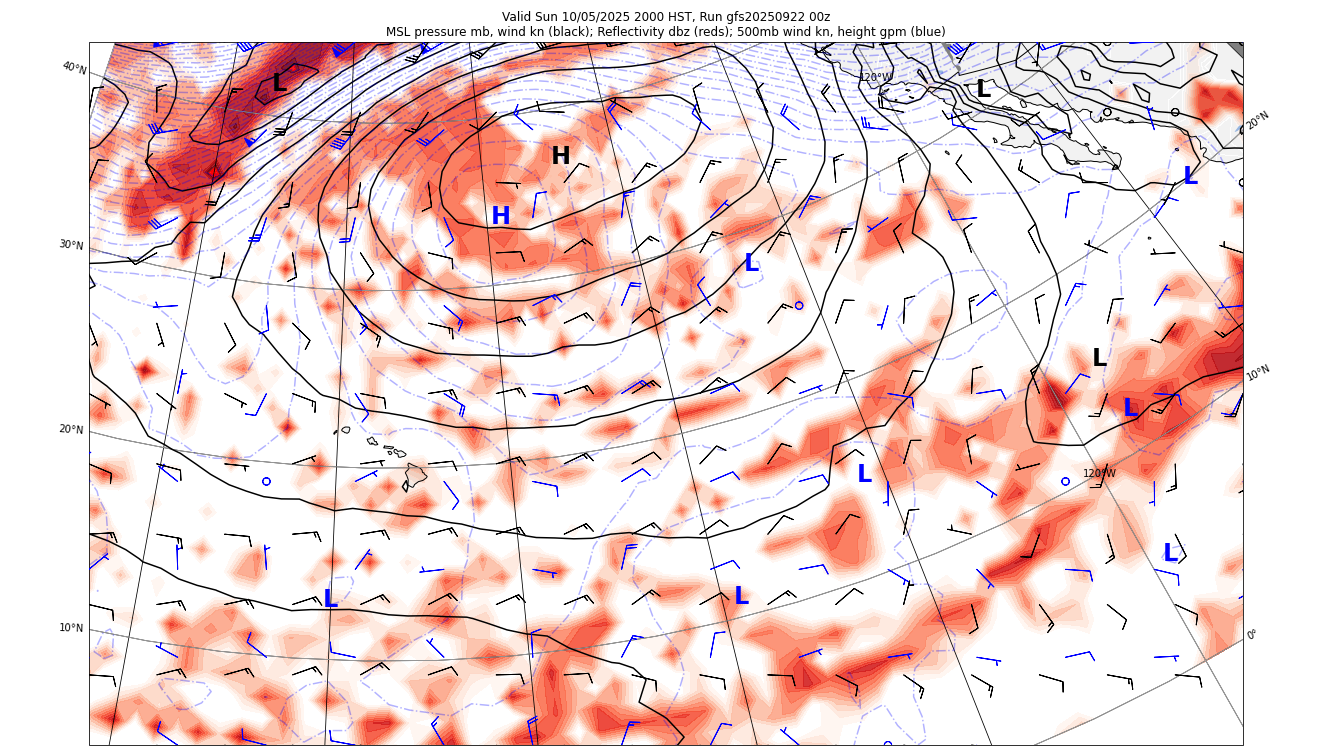 Valid Sun 10/05/2025 2000 HST, Run gfs20250922 00z
MSL pressure mb, wind kn (black); Reflectivity dbz (reds); 500mb wind kn, height gpm (blue)
40°N
120°W
L
L
20°N
H
L
H
30°N
L
L
10°N
L
20°N
L
120°W
L
L
L
10°N
0°